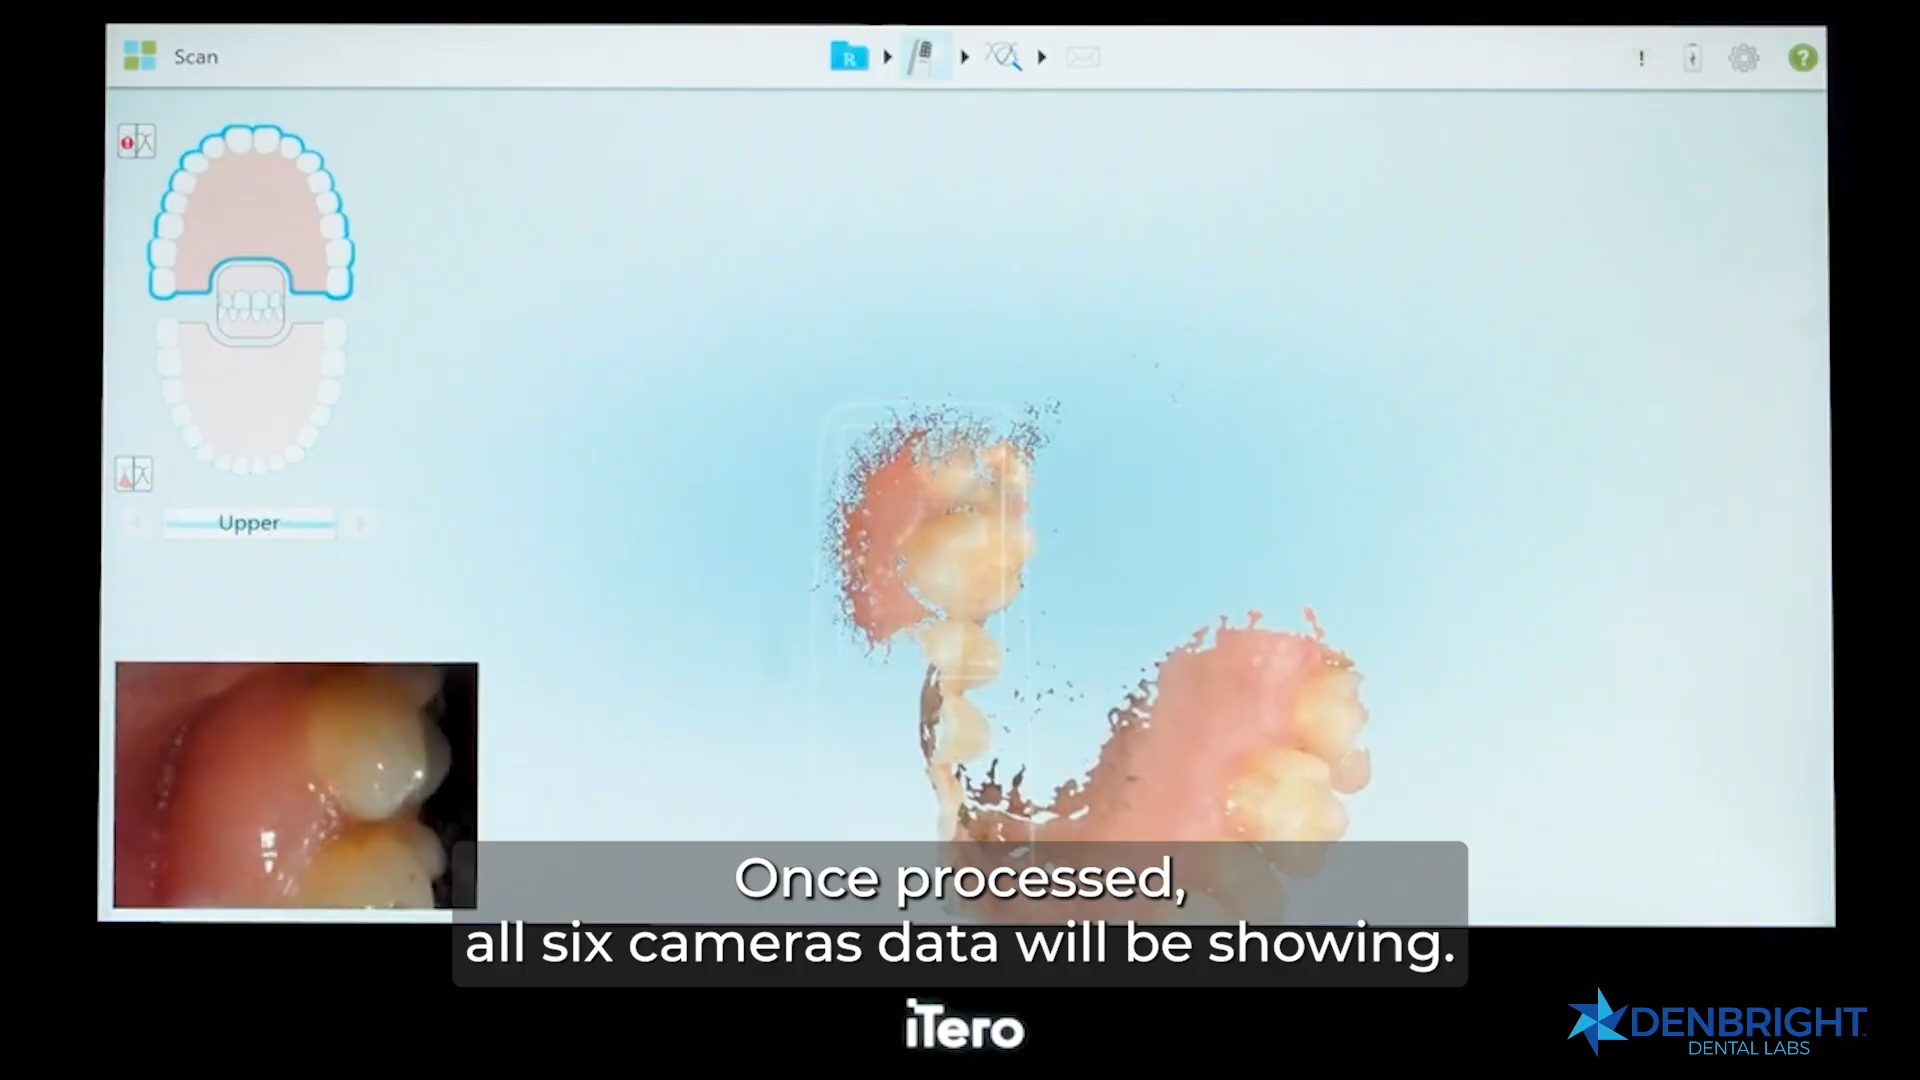 Scan
R
!
?
Upper
Once processed,
all six cameras data will be showing.
iTero
DENBRIGHT
DENTAL LABS